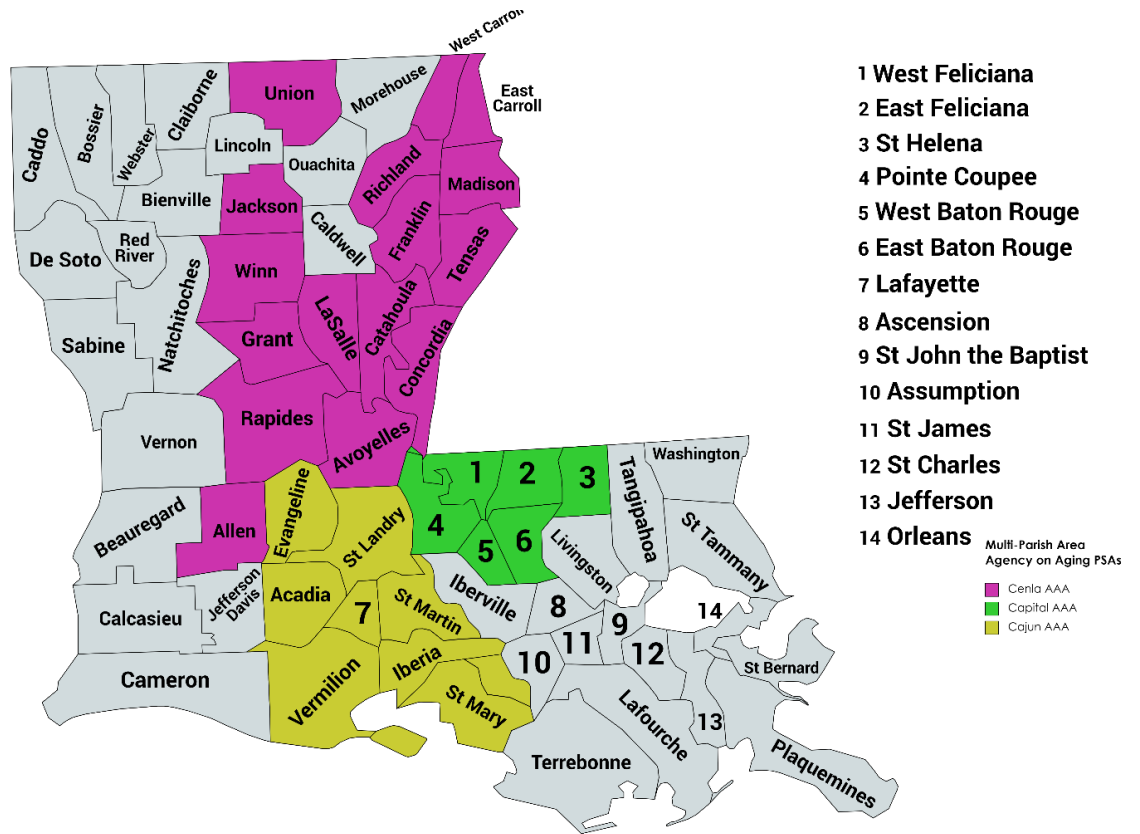 West Carroll
Union
Morehouse
East
Carroll
Claiborne
Bossier
Webster
Caddo
Lincoln
Ouachita
Richland
Madison
Bienville
Jackson
Caldwell
Franklin
Tensas
De Soto
Red
River
Natchitoches
Winn
LaSalle
Catahoula
Concordia
Sabine
Grant
Rapides
Avoyelles
Vernon
Washington
Tangipahoa
St Tammany
1
2
3
4
5
6
Evangeline
St Landry
Beauregard
Allen
Livingston
Jefferson
Davis
Acadia
7
St Martin
Iberville
8
9
14
Calcasieu
10
11
12
St Bernard
Cameron
Vermilion
Iberia
St Mary
Lafourche
13
Terrebonne
Plaquemines
1 West Feliciana
2 East Feliciana
3 St Helena
4 Pointe Coupee
5 West Baton Rouge
6 East Baton Rouge
7 Lafayette
8 Ascension
9 St John the Baptist
10 Assumption
11 St James
12 St Charles
13 Jefferson
14 Orleans
Multi-Parish Area
Agency on Aging PSAs
Cenla AAA
Capital AAA
Cajun AAA